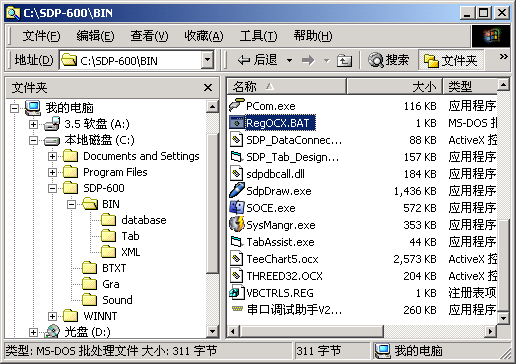 C:\SDP-600\BIN
文件(F) 编辑(E) 查看(V) 收藏(A) 工具(T) 帮助(H)
地址(D) C:\SDP-600\BIN 后退 搜索 文件夹
文件夹
我的电脑
3.5 软盘 (A:)
本地磁盘 (C:)
Documents and Settings
Program Files
SDP-600
BIN
database
Tab
XML
BTXT
Gra
Sound
WINNT
光盘 (D:)
名称 大小 类型
PCom.exe 116 KB 应用程序
RegOCX.BAT 1 KB MS-DOS 批
SDP_DataConnec... 88 KB ActiveX 控
SDP_Tab_Design... 157 KB 应用程序
sdpdbcall.dll 184 KB 应用程序
SdpDraw.exe 1,436 KB 应用程序
SOCE.exe 572 KB 应用程序
SysMangr.exe 353 KB 应用程序
TabAssist.exe 44 KB 应用程序
TeeChart5.ocx 2,573 KB ActiveX 控
THREED32.OCX 204 KB ActiveX 控
VBCTRLS.REG 1 KB 注册表项
串口调试助手V2... 260 KB 应用程序
类型: MS-DOS 批处理文件 大小: 311 字节 311 字节 我的电脑